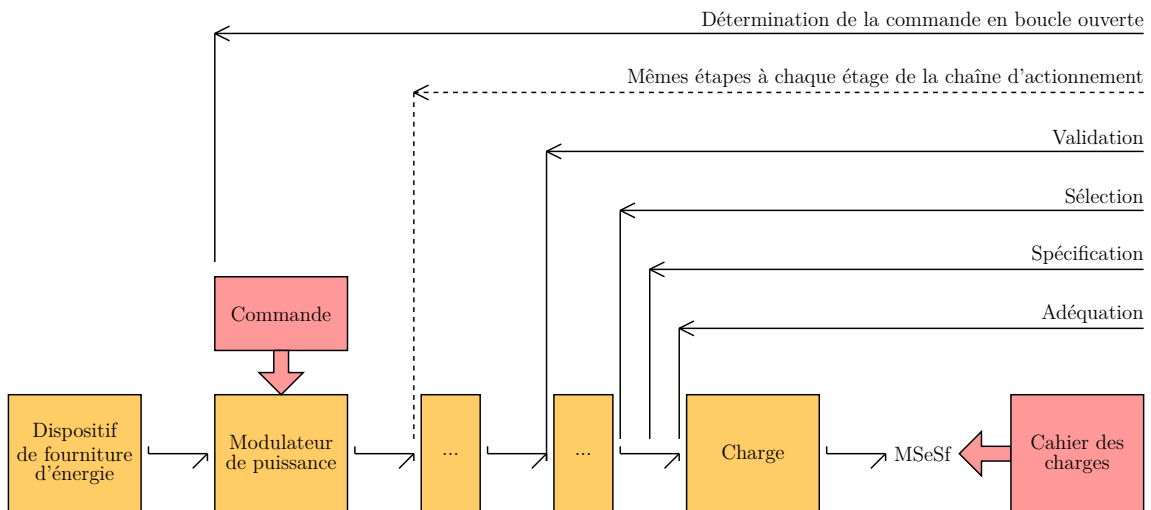 Détermination de la commande en boucle ouverte
Mêmes étapes à chaque étage de la chaîne d'actionnement
Validation
Sélection
Spécification
Adéquation
Commande
Dispositif
de fourniture
d'énergie
Modulateur
de puissance
...
...
Charge
MSeSf
Cahier des
charges